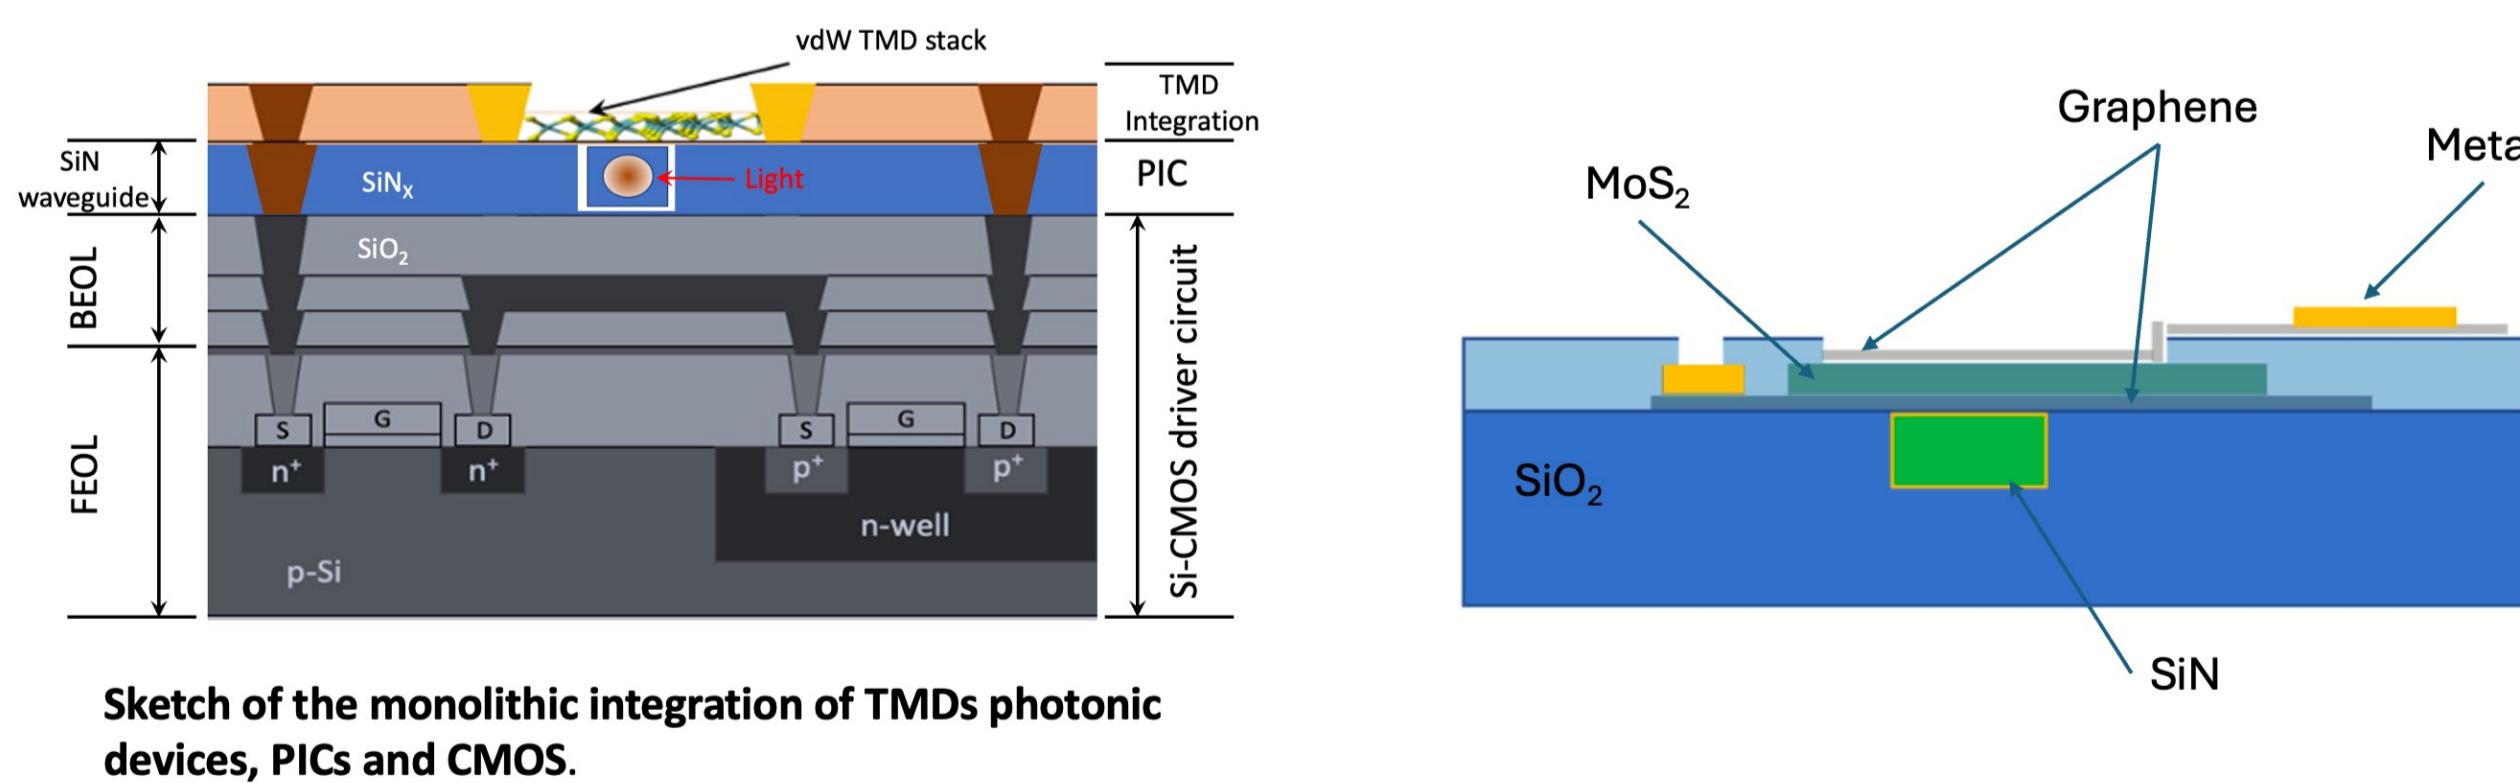 vdW TMD stack
TMD
Integration
SiN
waveguide
SiNX
Light
PIC
BEOL
SiO2
Si-CMOS driver circuit
FEOL
S
G
D
S
G
D
n+
n+
p+
p+
n-well
p-Si
Sketch of the monolithic integration of TMDs photonic
devices, PICs and CMOS.
Graphene
Meta
MoS2
SiO2
SiN